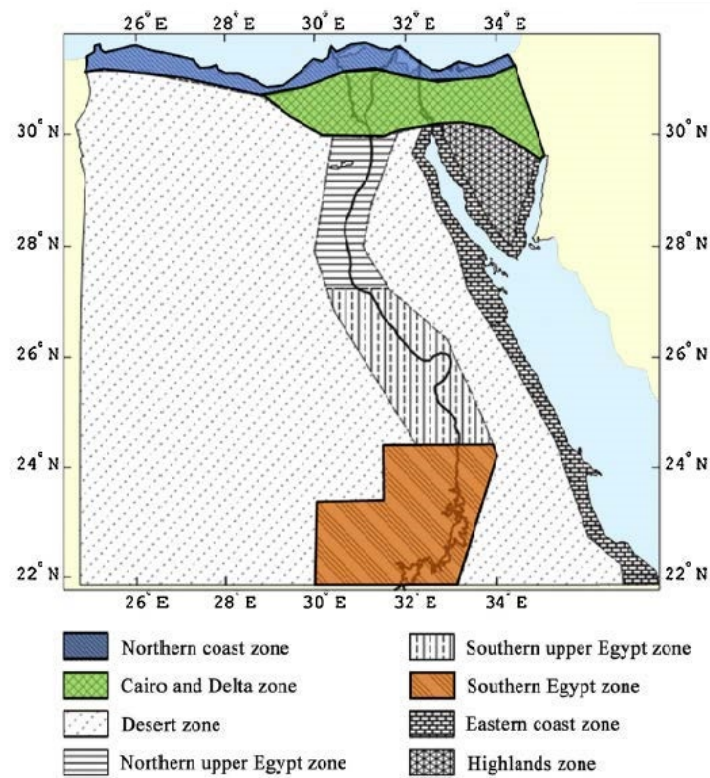 26° E 28° E 30° E 32° E 34° E
30° N 30° N
28° N 28° N
26° N 26° N
24° N 24° N
22° N 22° N
26° E 28° E 30° E 32° E 34° E
Northern coast zone
Cairo and Delta zone
Desert zone
Northern upper Egypt zone
Southern upper Egypt zone
Southern Egypt zone
Eastern coast zone
Highlands zone